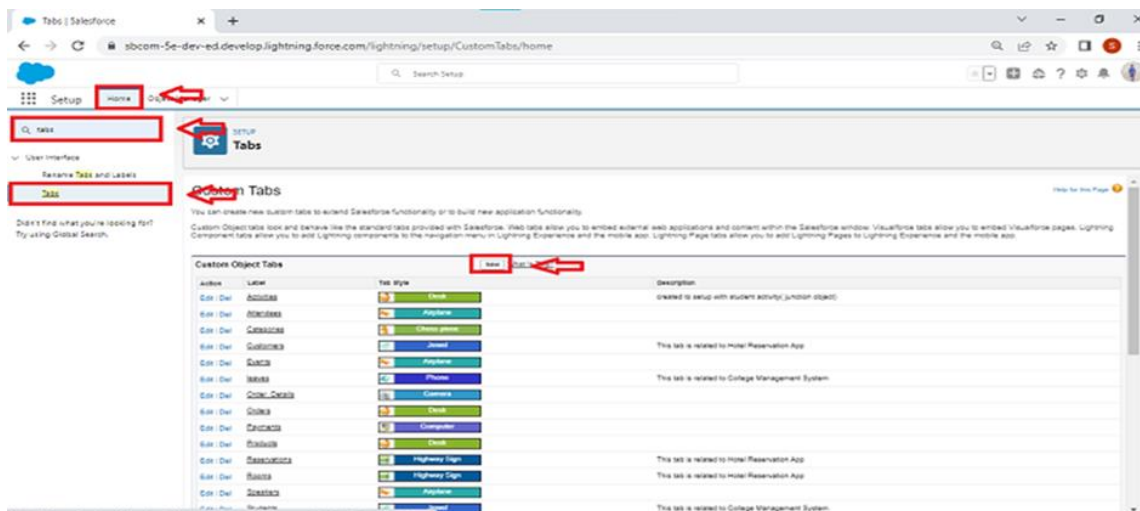 Tabs | Salesforce
sbcom-5e-dev-ed.develop.lightning.force.com/lightning/setup/CustomTabs/home
S
Search Setup
Setup
Home
tabs
User Interface
Rename Tabs and Labels
Tabs
Didn't find what you're looking for?
Try using Global Search.
SETUP
Tabs
Custom Tabs
Help for this Page
You can create new custom tabs to extend Salesforce functionality or to build new application functionality.
Custom Object tabs look and behave like the standard tabs provided with Salesforce. Web tabs allow you to embed external web applications and content within the Salesforce window. Visualforce tabs allow you to embed Visualforce pages. Lightning
Component tabs allow you to add Lightning components to the navigation menu in Lightning Experience and the mobile app. Lightning Page tabs allow you to add Lightning Pages to Lightning Experience and the mobile app.
Custom Object Tabs New
Action Label Tab Style Description
Edit | Del Activities Desk created to setup with student activity( junction object)
Edit | Del Attendees Airplane
Edit | Del Categories Chess piece
Edit | Del Customers Jewel This tab is related to Hotel Reservation App
Edit | Del Events Airplane
Edit | Del leaves Phone This tab is related to College Management System
Edit | Del Order_Details Camera
Edit | Del Orders Desk
Edit | Del Payments Computer
Edit | Del Products Desk
Edit | Del Reservations Highway Sign This tab is related to Hotel Reservation App
Edit | Del Rooms Highway Sign This tab is related to Hotel Reservation App
Edit | Del Speakers Airplane
Edit | Del Students Jewel This tab is related to College Management System